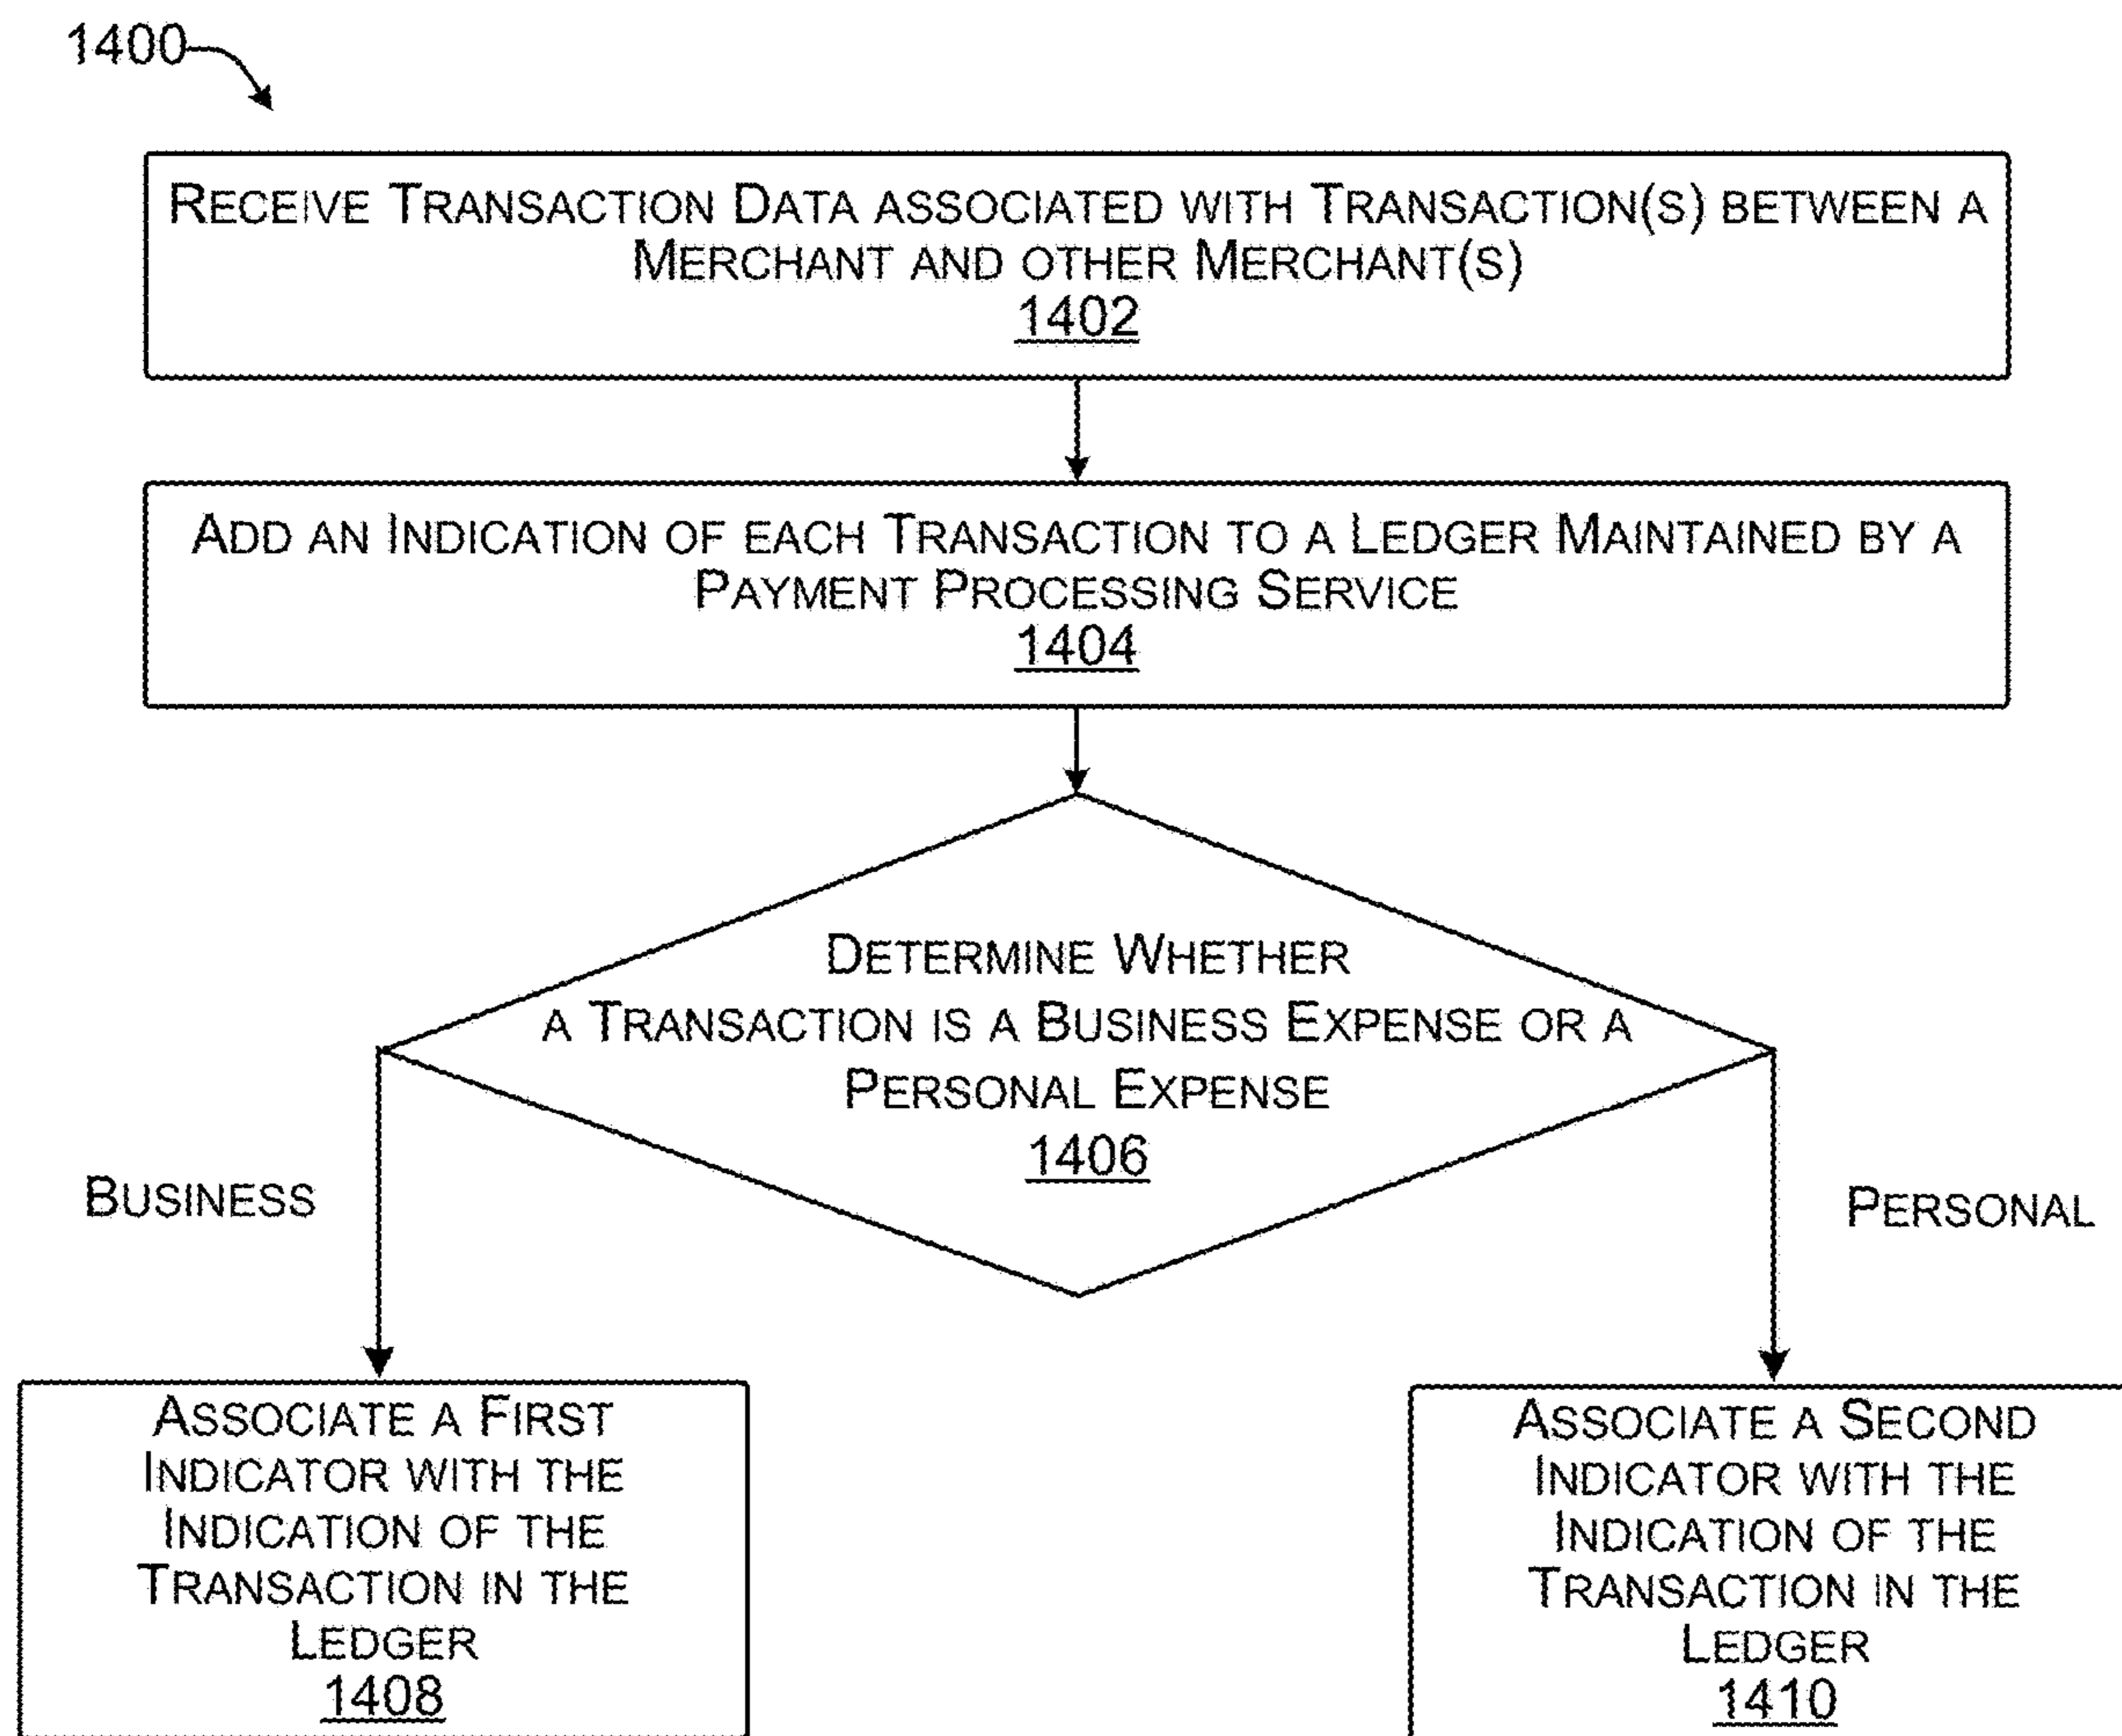 1400
RECEIVE TRANSACTION DATA ASSOCIATED WITH TRANSACTION(S) BETWEEN A
MERCHANT AND OTHER MERCHANT(S)
1402
ADD AN INDICATION OF EACH TRANSACTION TO A LEDGER MAINTAINED BY A
PAYMENT PROCESSING SERVICE
1404
DETERMINE WHETHER
A TRANSACTION IS A BUSINESS EXPENSE OR A
PERSONAL EXPENSE
1406
BUSINESS
PERSONAL
ASSOCIATE A FIRST
INDICATOR WITH THE
INDICATION OF THE
TRANSACTION IN THE
LEDGER
1408
ASSOCIATE A SECOND
INDICATOR WITH THE
INDICATION OF THE
TRANSACTION IN THE
LEDGER
1410